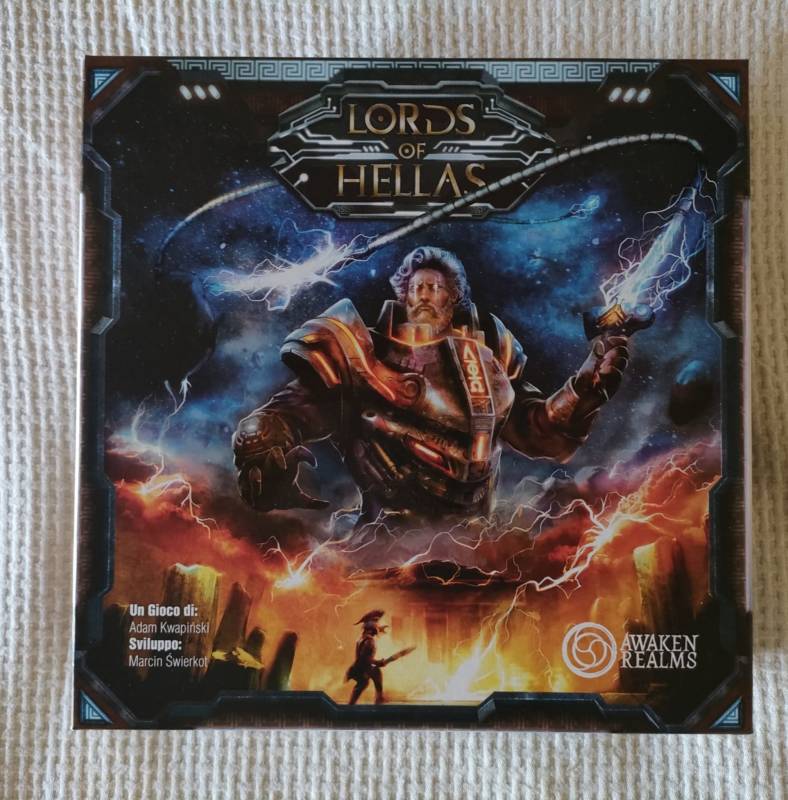 LORDS
OF
HELLAS
Un Gioco di:
Adam Kwapiński
Sviluppo:
Marcin Świerkot
AWAKEN
REALMS